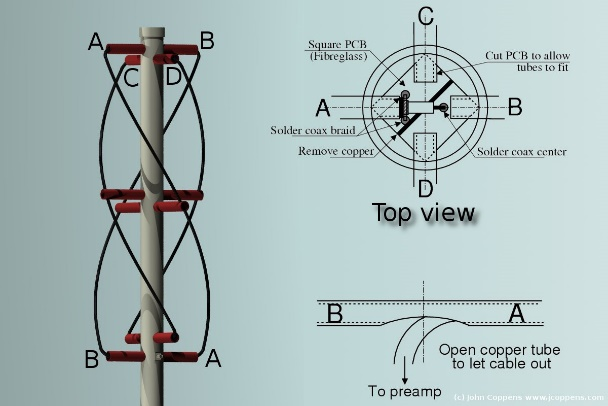 A
B
C
D
B
A
C
Square PCB
(Fibreglass)
Cut PCB to allow
tubes to fit
A
B
Solder coax braid
Remove copper
Solder coax center
D
Top view
B
A
Open copper tube
to let cable out
To preamp
(c) John Coppens www.jcoppens.com